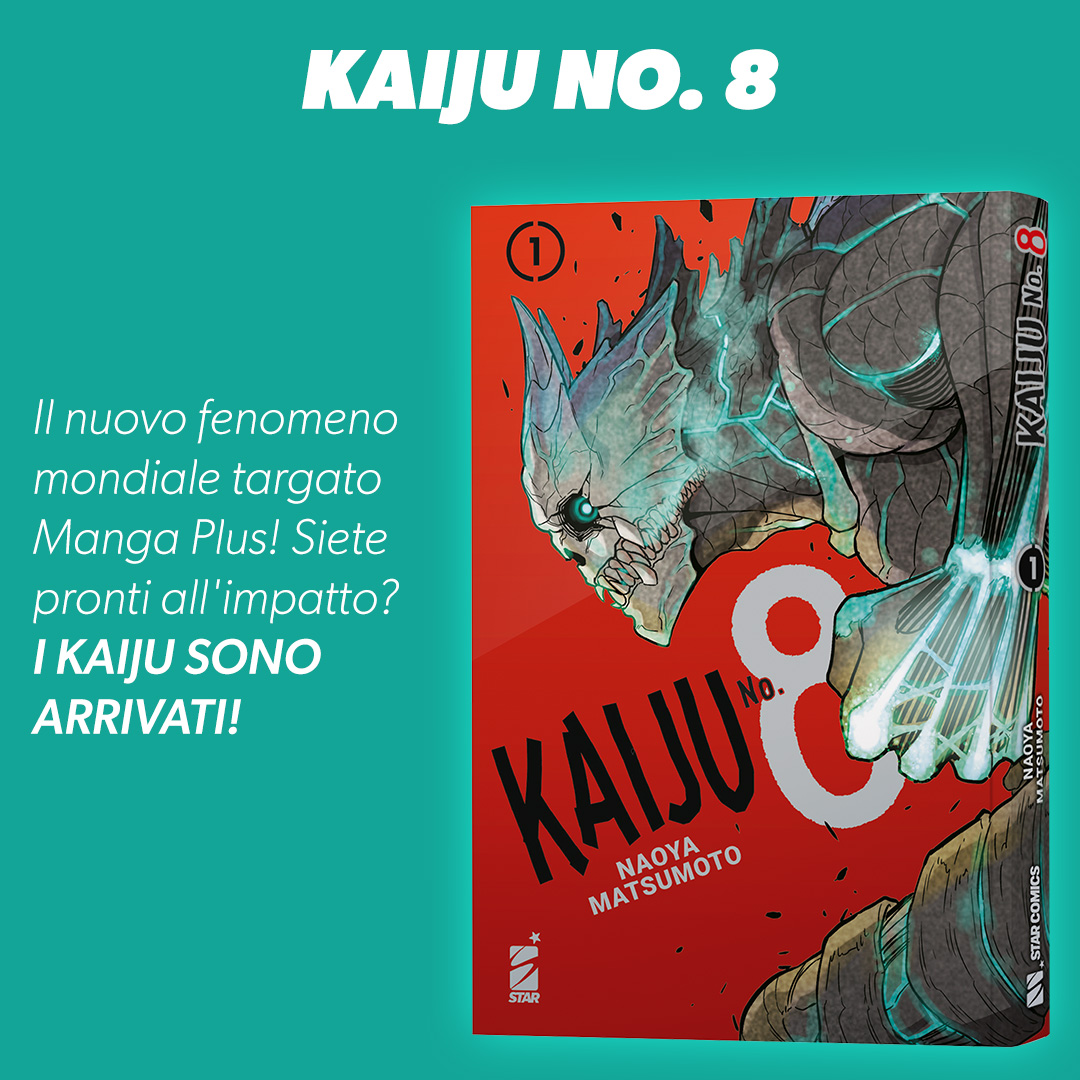 KAIJU NO. 8
Il nuovo fenomeno
mondiale targato
Manga Plus! Siete
pronti all'impatto?
I KAIJU SONO
ARRIVATI!
1
KAIJU No. 8
NAOYA
MATSUMOTO
STAR
KAIJU No. 8
1
NAOYA
MATSUMOTO
STAR COMICS